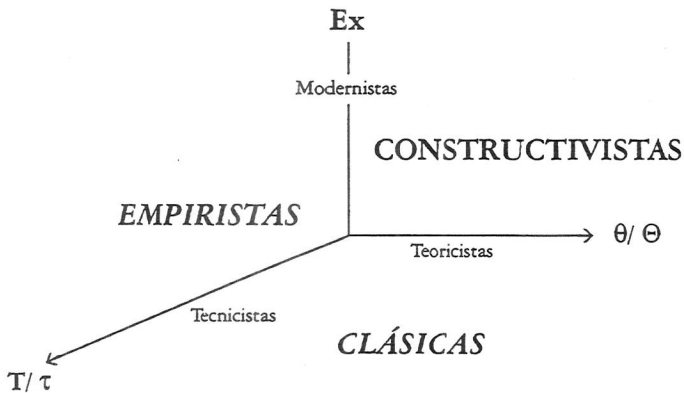 Ex
Modernistas
CONSTRUCTIVISTAS
EMPIRISTAS
θ/ Θ
Teoricistas
Tecnicistas
CLÁSICAS
T/ τ